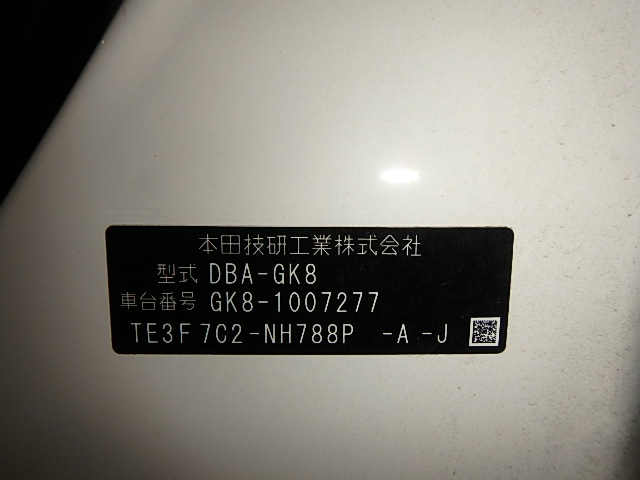 本田技研工業株式会社
型式 DBA-GK8
車台番号 GK8-1007277
TE3F7C2-NH788P -A-J